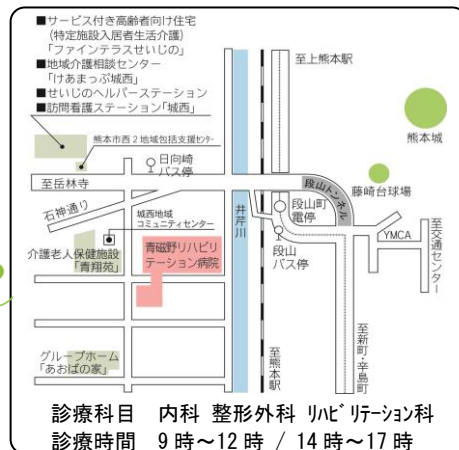 ■サービス付き高齢者向け住宅
(特定施設入居者生活介護)
「ファインテラスせいじの」
■地域介護相談センター
「けあまっぷ城西」
■せいじのヘルパーステーション
■訪問看護ステーション「城西」
熊本市西2地域包括支援センター
至上熊本駅
熊本城
日向崎
バス停
至岳林寺
石神通り
段山トンネル
藤崎台球場
城西地域
コミュニティセンター
井芹川
段山町
電停
YMCA
至交通センター
介護老人保健施設
「青翔苑」
青磁野リハビリ
テーション病院
段山
バス停
グループホーム
「あおばの家」
至熊本駅
至新町・辛島町
診療科目 内科 整形外科 リハビリテーション科
診療時間 9時～12時 / 14時～17時